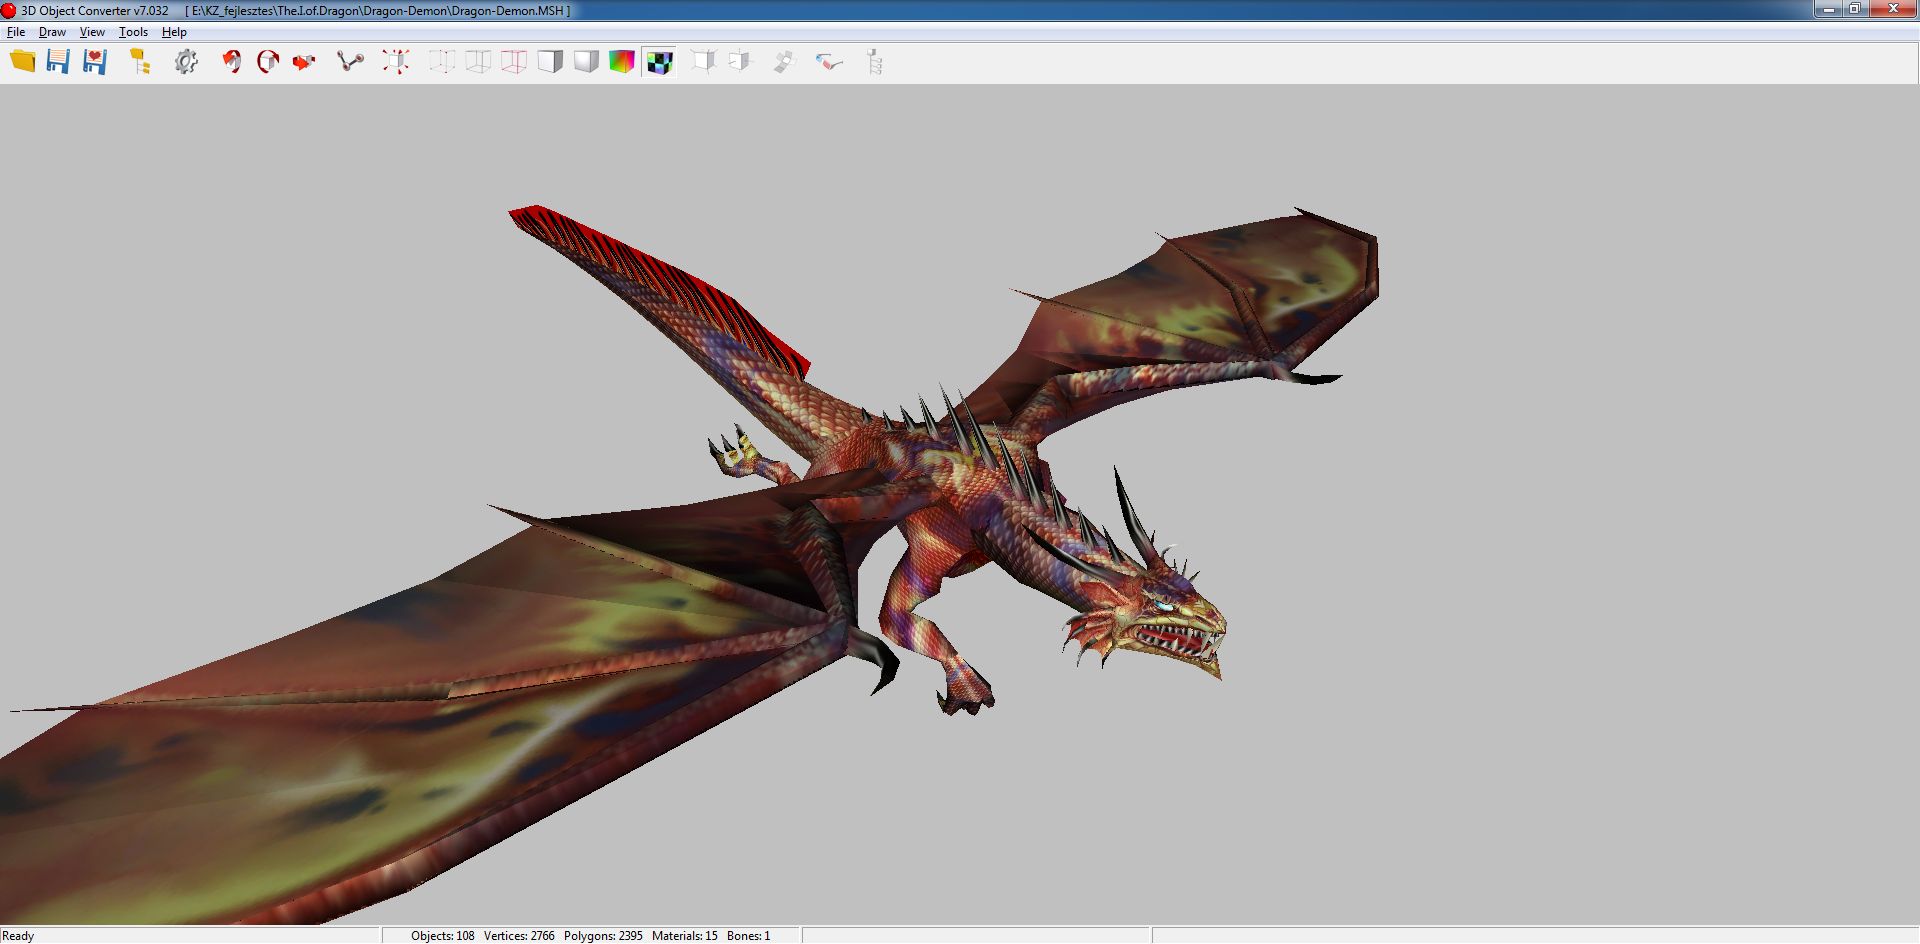 3D Object Converter v7.032 [ E:\KZ_fejlesztes\The.I.of.Dragon\Dragon-Demon\Dragon-Demon.MSH ]
File Draw View Tools Help
Ready Objects: 108 Vertices: 2766 Polygons: 2395 Materials: 15 Bones: 1